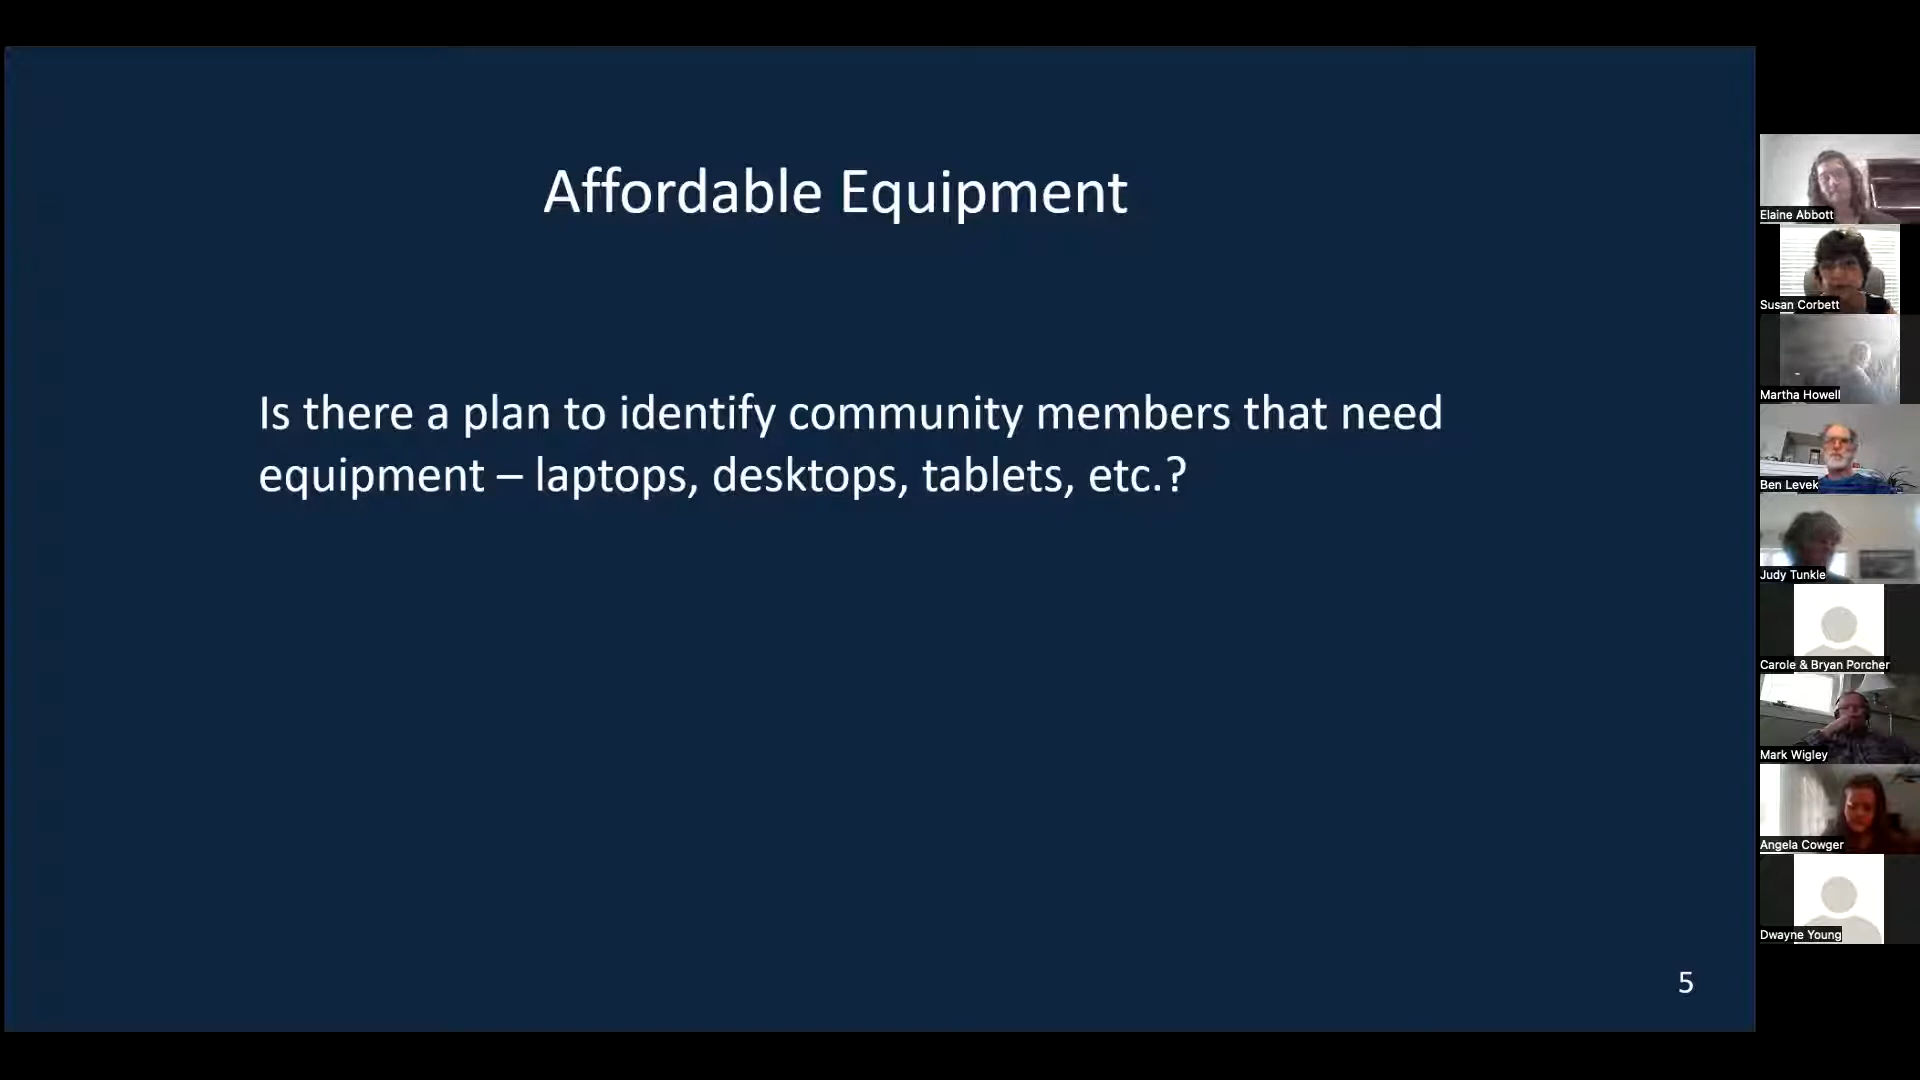 Affordable Equipment
Is there a plan to identify community members that need
equipment – laptops, desktops, tablets, etc.?
5
Elaine Abbott
Susan Corbett
Martha Howell
Ben Levek
Judy Tunkle
Carole & Bryan Porcher
Mark Wigley
Angela Cowger
Dwayne Young